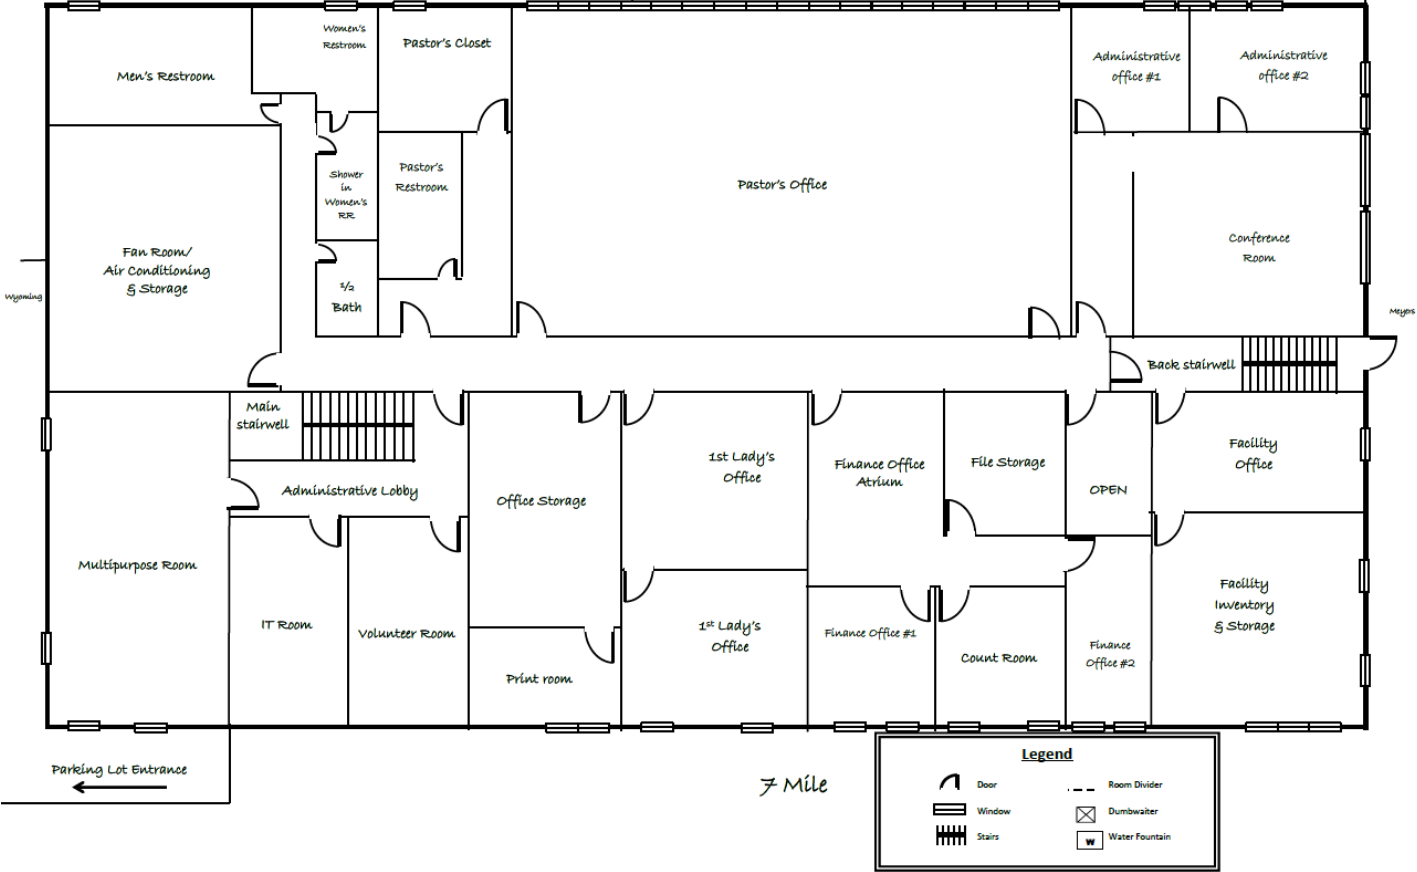 Women's
Restroom
Pastor's Closet
Men's Restroom
Administrative
office #1
Administrative
office #2
Pastor's
Restroom
Shower
in
Women's
RR
Pastor's Office
Conference
Room
Fan Room/
Air Conditioning
& Storage
1/2
Bath
Wyoming
Meyers
Back stairwell
Main
stairwell
Administrative Lobby
Office Storage
1st Lady's
Office
Finance Office
Atrium
File Storage
OPEN
Facility
Office
Multipurpose Room
IT Room
Volunteer Room
Print room
1st Lady's
Office
Finance Office #1
Count Room
Finance
Office #2
Facility
Inventory
& Storage
Parking Lot Entrance
7 Mile
Legend
Door
Room Divider
Window
Dumbwaiter
Stairs
W
Water Fountain